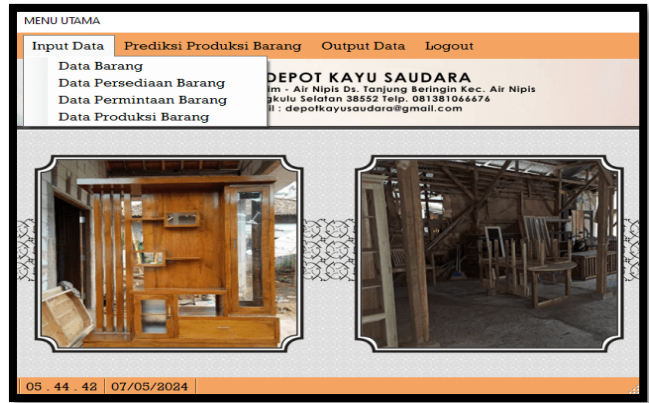 MENU UTAMA
Input Data Prediksi Produksi Barang Output Data Logout
Data Barang
Data Persediaan Barang
Data Permintaan Barang
Data Produksi Barang
DEPOT KAYU SAUDARA
im - Air Nipis Ds. Tanjung Beringin Kec. Air Nipis
gkulu Selatan 38552 Telp. 081381066676
il : depotkayusaudara@gmail.com
05 . 44 . 42 07/05/2024